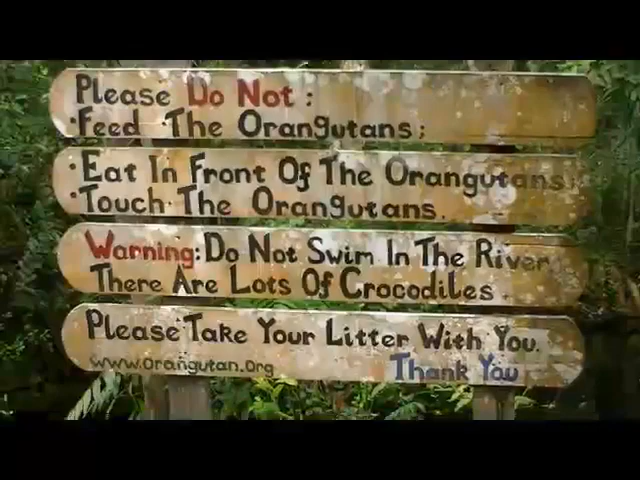 Please Do Not:
·Feed ·The Orangutans;
·Eat In Front Of The Orangutans;
·Touch·The Orangutans.
Warning: Do Not Swim In The River
There Are Lots Of Crocodiles.
Please Take Your Litter With You.
www.orangutan.org Thank You